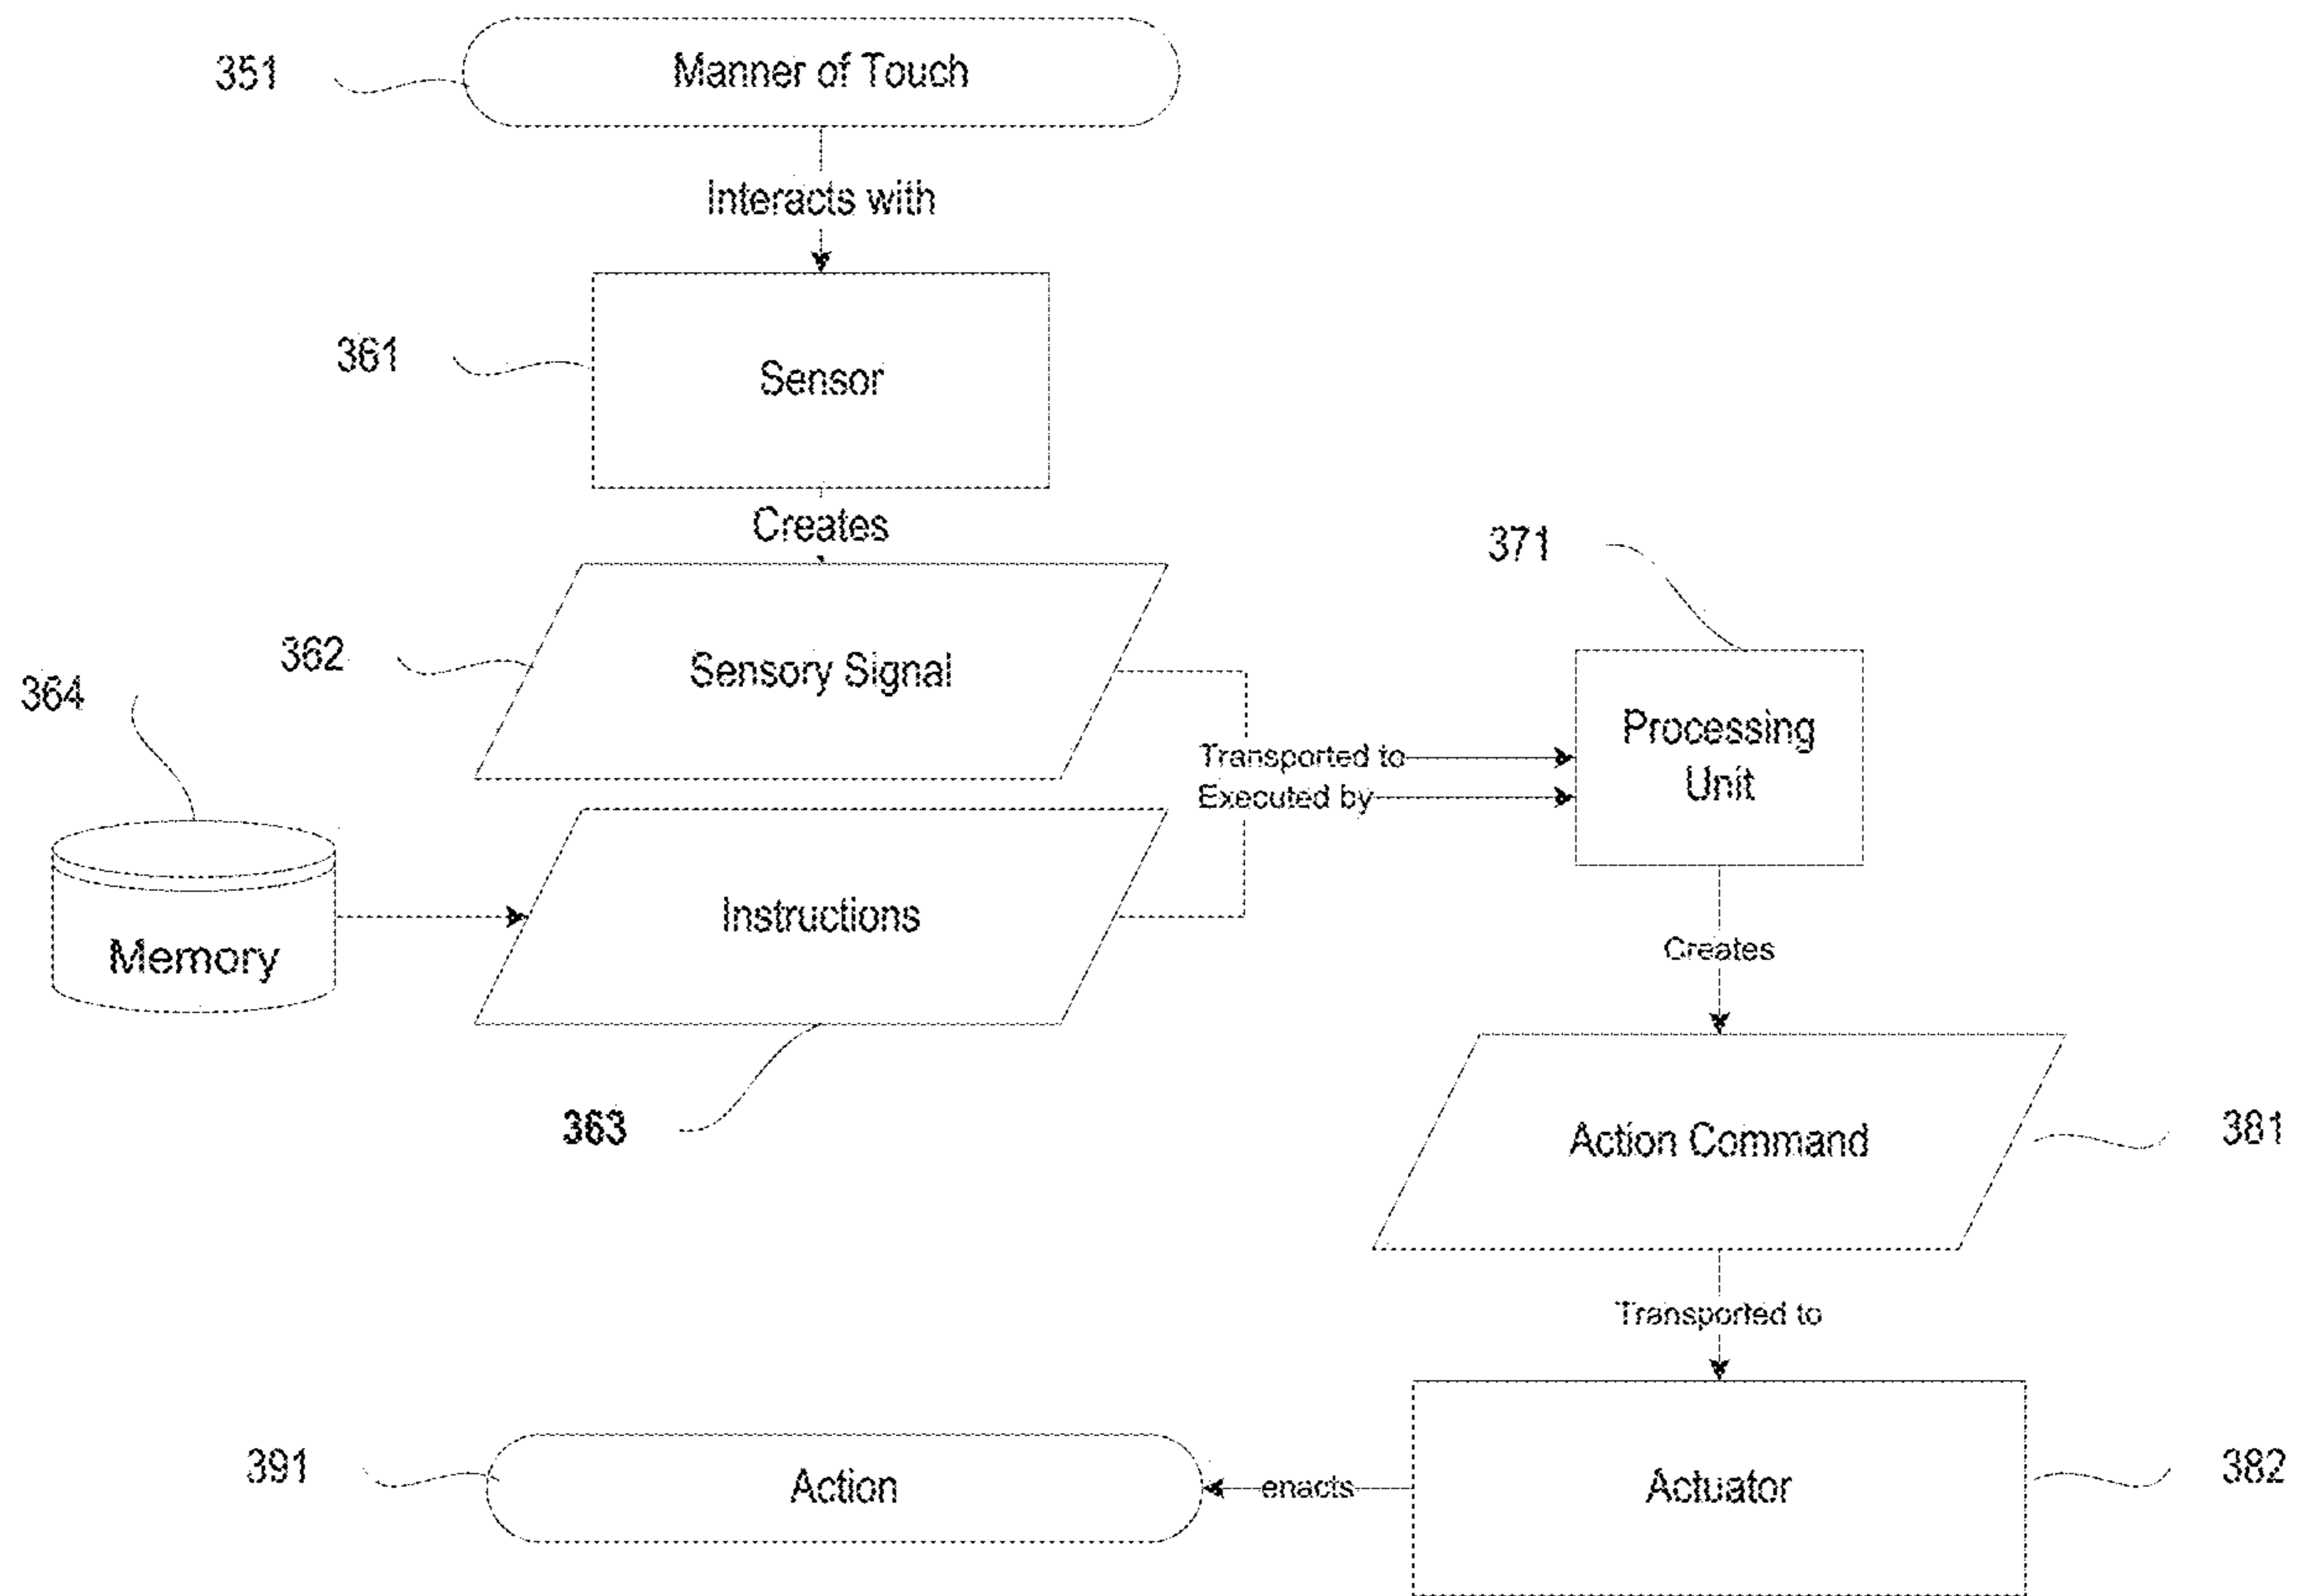 351
Manner of Touch
Interacts with
361
Sensor
Creates
362
Sensory Signal
371
Processing
Unit
364
Memory
Transported to
Executed by
Instructions
363
Creates
Action Command
381
Transported to
391
Action
enacts
Actuator
382